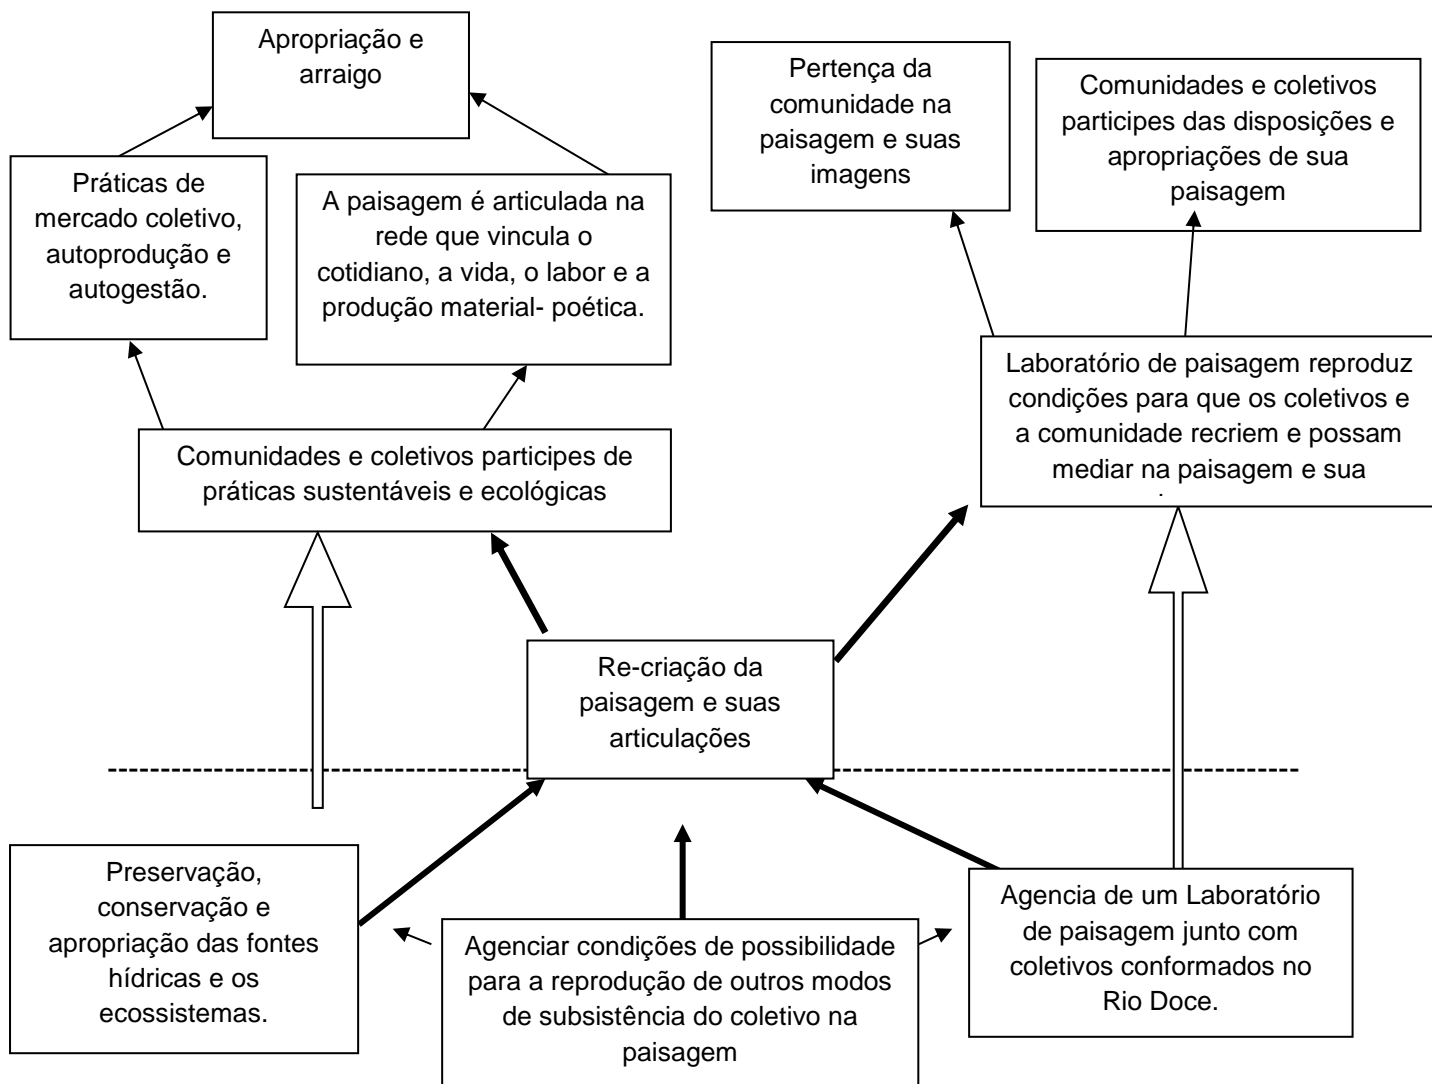 Apropriação e
arraigo
Pertença da
comunidade na
paisagem e suas
imagens
Comunidades e coletivos
participes das disposições e
apropriações de sua
paisagem
Práticas de
mercado coletivo,
autoprodução e
autogestão.
A paisagem é articulada na
rede que vincula o
cotidiano, a vida, o labor e a
produção material- poética.
Laboratório de paisagem reproduz
condições para que os coletivos e
a comunidade recriem e possam
mediar na paisagem e sua
Comunidades e coletivos participes de
práticas sustentáveis e ecológicas
Re-criação da
paisagem e suas
articulações
Preservação,
conservação e
apropriação das fontes
hídricas e os
ecossistemas.
Agenciar condições de possibilidade
para a reprodução de outros modos
de subsistência do coletivo na
paisagem
Agencia de um Laboratório
de paisagem junto com
coletivos conformados no
Rio Doce.